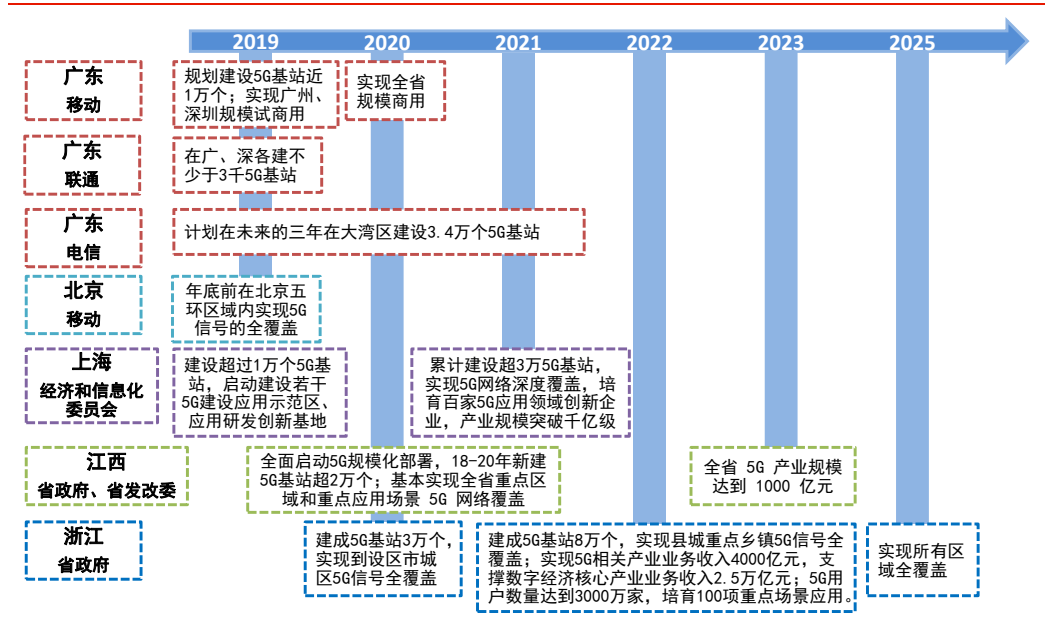 2019 2020 2021 2022 2023 2025
广东
移动
规划建设5G基站近
1万个；实现广州、
深圳规模试商用
实现全省
规模商用
广东
联通
在广、深各建不
少于3千5G基站
广东
电信
计划在未来的三年在大湾区建设3.4万个5G基站
北京
移动
年底前在北京五
环区域内实现5G
信号的全覆盖
上海
经济和信息化
委员会
建设超过1万个5G基
站，启动建设若干
5G建设应用示范区、
应用研发创新基地
累计建设超3万5G基站，
实现5G网络深度覆盖，培
育百家5G应用领域创新企
业，产业规模突破千亿级
江西
省政府、省发改委
全面启动5G规模化部署，18-20年新建
5G基站超2万个；基本实现全省重点区
域和重点应用场景 5G 网络覆盖
全省 5G 产业规模
达到 1000 亿元
浙江
省政府
建成5G基站3万个，
实现到设区市城
区5G信号全覆盖
建成5G基站8万个，实现县城重点乡镇5G信号全
覆盖；实现5G相关产业业务收入4000亿元，支
撑数字经济核心产业业务收入2.5万亿元；5G用
户数量达到3000万家，培育100项重点场景应用。
实现所有区
域全覆盖